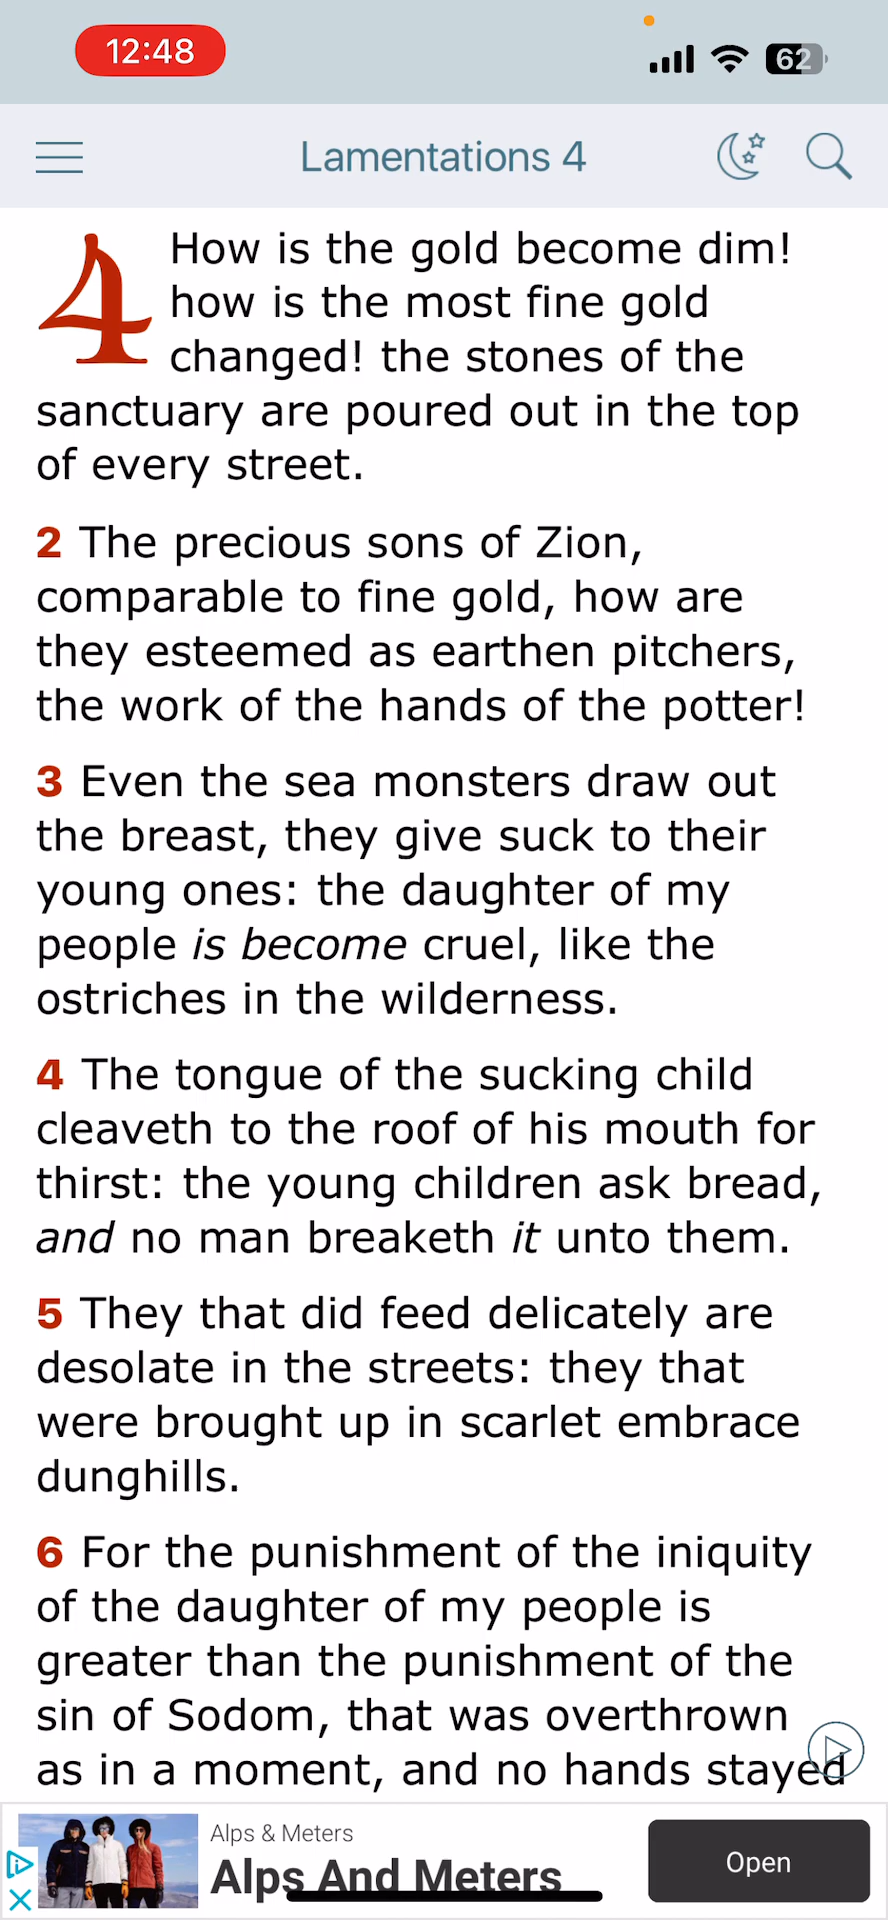 12:48
62
Lamentations 4
4 How is the gold become dim!
how is the most fine gold
changed! the stones of the
sanctuary are poured out in the top
of every street.
2 The precious sons of Zion,
comparable to fine gold, how are
they esteemed as earthen pitchers,
the work of the hands of the potter!
3 Even the sea monsters draw out
the breast, they give suck to their
young ones: the daughter of my
people is become cruel, like the
ostriches in the wilderness.
4 The tongue of the sucking child
cleaveth to the roof of his mouth for
thirst: the young children ask bread,
and no man breaketh it unto them.
5 They that did feed delicately are
desolate in the streets: they that
were brought up in scarlet embrace
dunghills.
6 For the punishment of the iniquity
of the daughter of my people is
greater than the punishment of the
sin of Sodom, that was overthrown
as in a moment, and no hands stayed
Alps & Meters
Alps And Meters
Open